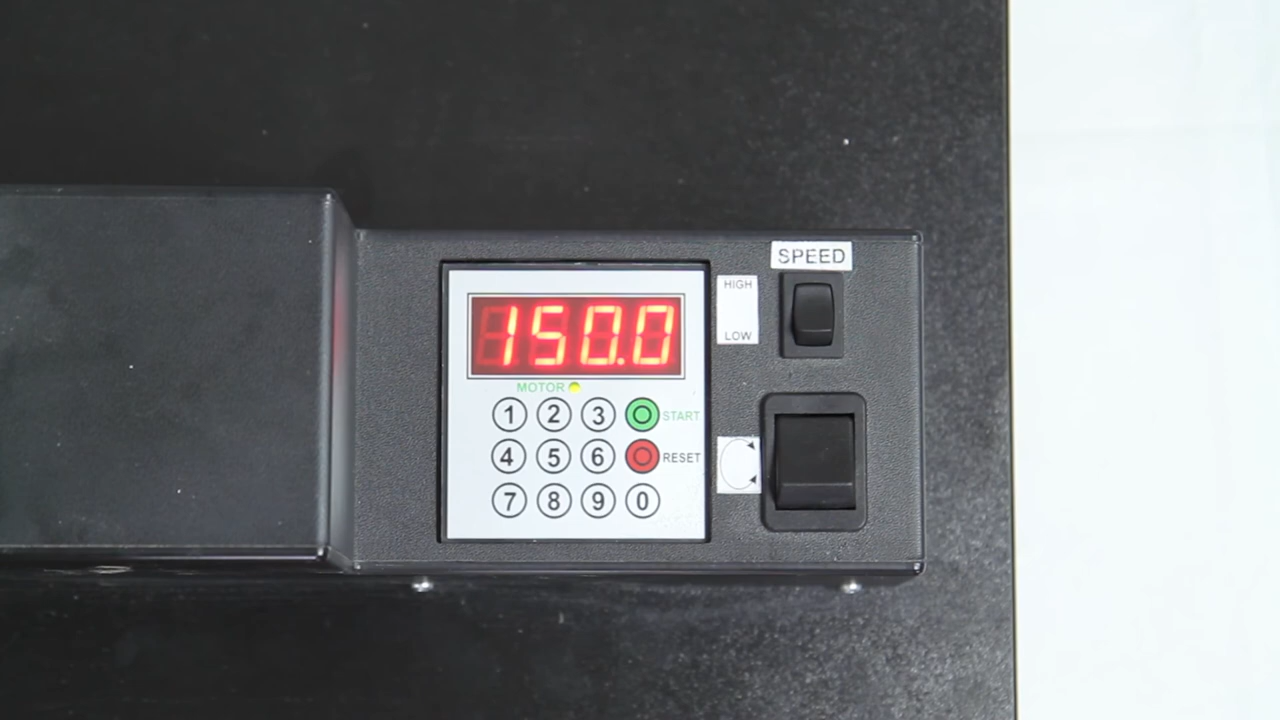 SPEED
HIGH
LOW
150.0
MOTOR
1 2 3 START
4 5 6 RESET
7 8 9 0